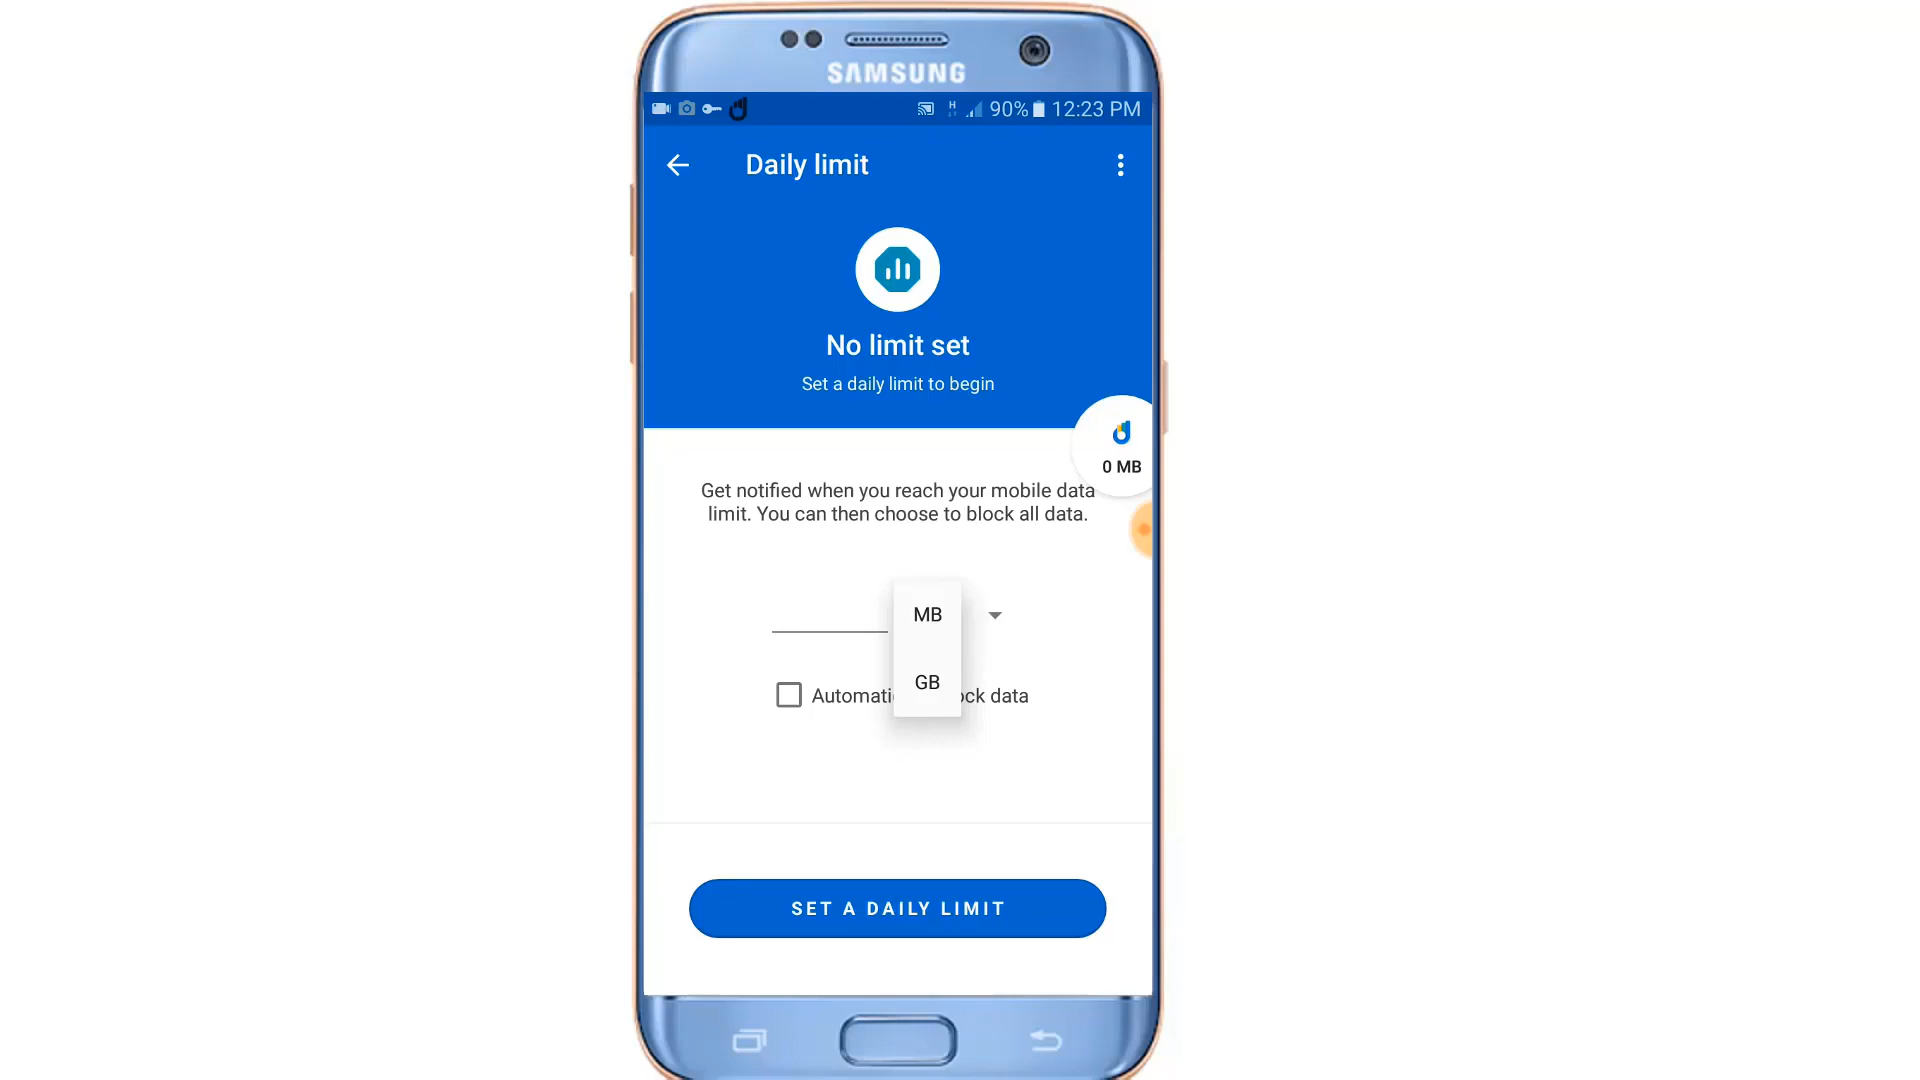 SAMSUNG
H 90% 12:23 PM
Daily limit
No limit set
Set a daily limit to begin
0 MB
Get notified when you reach your mobile data
limit. You can then choose to block all data.
MB
GB
Automati ock data
SET A DAILY LIMIT